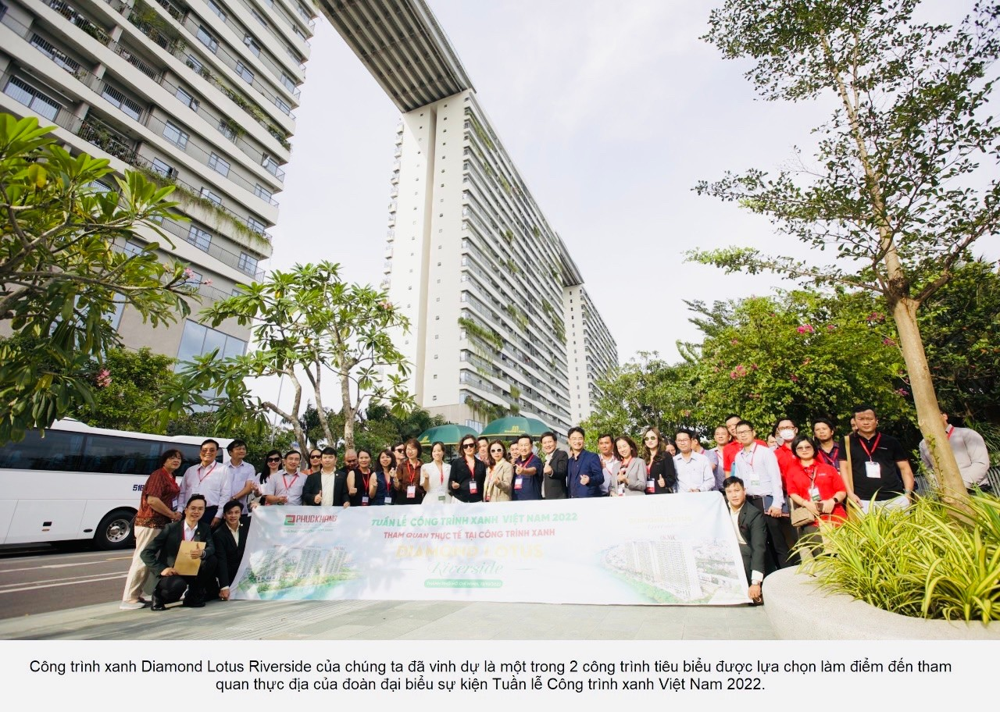 51B
PHUCKHANG
TUẦN LỄ CÔNG TRÌNH XANH VIỆT NAM 2022
THAM QUAN THỰC TẾ TẠI CÔNG TRÌNH XANH
DIAMOND LOTUS
Riverside
Công trình xanh Diamond Lotus Riverside của chúng ta đã vinh dự là một trong 2 công trình tiêu biểu được lựa chọn làm điểm đến tham
quan thực địa của đoàn đại biểu sự kiện Tuần lễ Công trình xanh Việt Nam 2022.